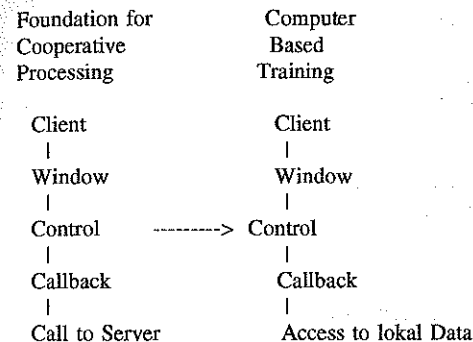 Foundation for Computer
Cooperative Based
Processing Training
Client Client
| |
Window Window
| |
Control ---------> Control
| |
Callback Callback
| |
Call to Server Access to lokal Data